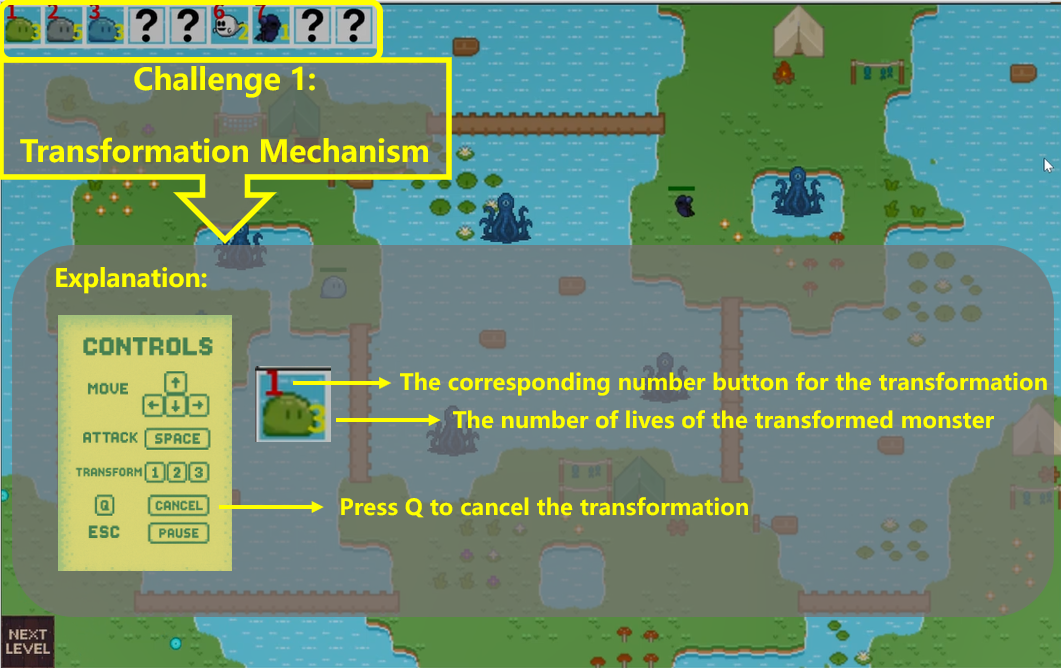 1 3 2 5 3 3 ? ? 6 2 7 1 ? ?
Challenge 1:
Transformation Mechanism
Explanation:
CONTROLS
MOVE
ATTACK SPACE
TRANSFORM 1 2 3
Q CANCEL
ESC PAUSE
1 The corresponding number button for the transformation
3 The number of lives of the transformed monster
Press Q to cancel the transformation
NEXT
LEVEL